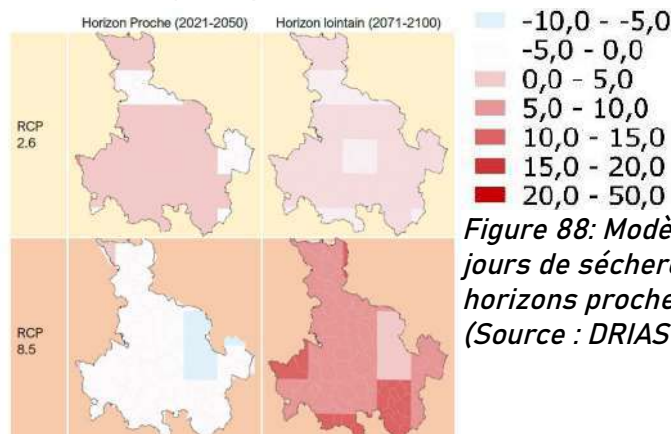 Horizon Proche (2021-2050)
Horizon lointain (2071-2100)
RCP
2.6
RCP
8.5
-10,0 - -5,0
-5,0 - 0,0
0,0 - 5,0
5,0 - 10,0
10,0 - 15,0
15,0 - 20,0
20,0 - 50,0
Figure 88: Modè
jours de séchere
horizons proche
(Source : DRIAS